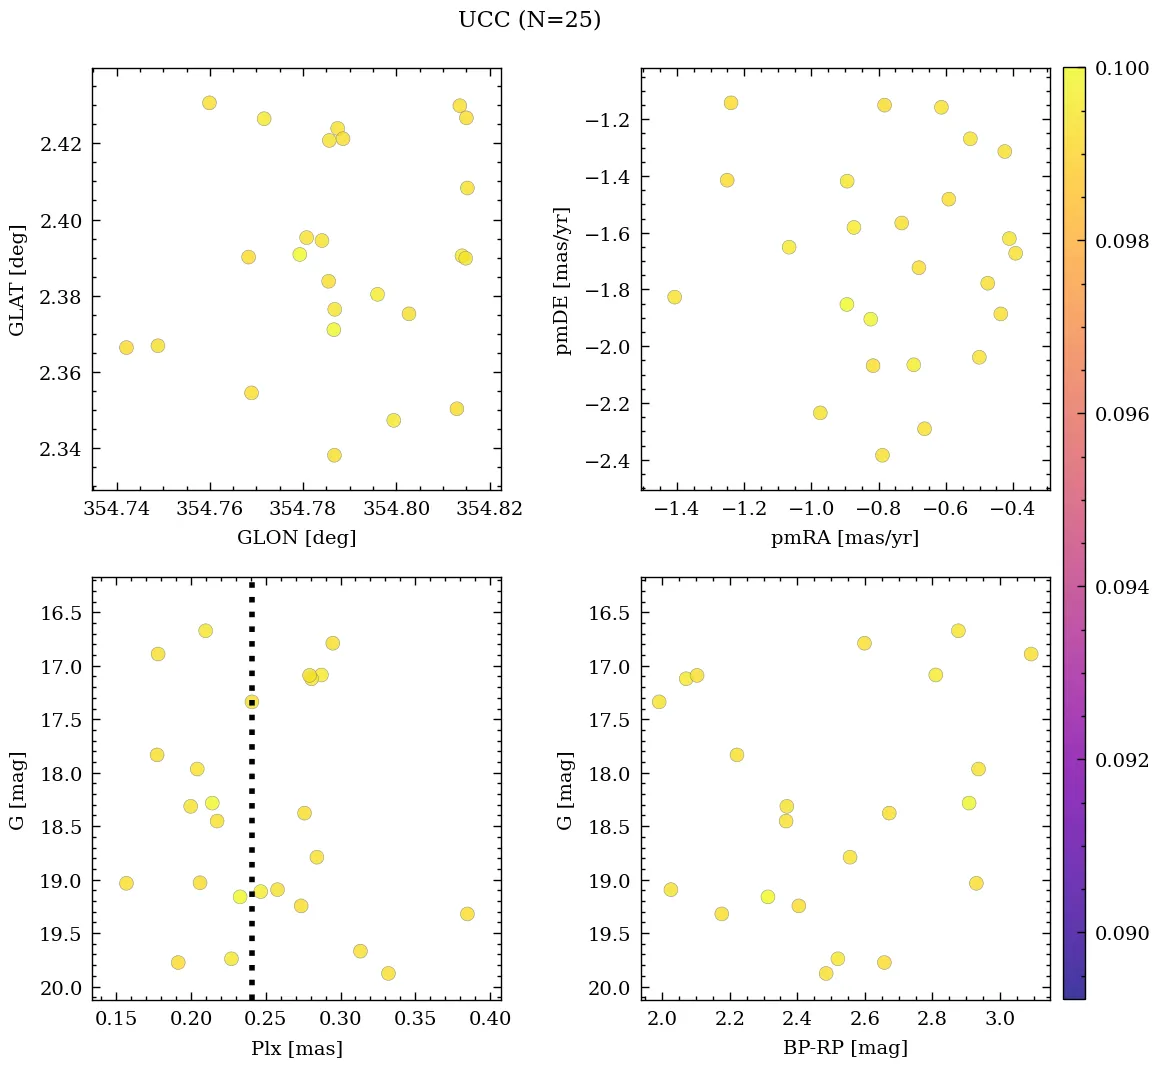 UCC (N=25)
2.42
2.40
2.38
2.36
2.34
GLAT [deg]
354.74 354.76 354.78 354.80 354.82
GLON [deg]
−1.2
−1.4
−1.6
−1.8
−2.0
−2.2
−2.4
pmDE [mas/yr]
−1.4 −1.2 −1.0 −0.8 −0.6 −0.4
pmRA [mas/yr]
16.5
17.0
17.5
18.0
18.5
19.0
19.5
20.0
G [mag]
0.15 0.20 0.25 0.30 0.35 0.40
Plx [mas]
16.5
17.0
17.5
18.0
18.5
19.0
19.5
20.0
G [mag]
2.0 2.2 2.4 2.6 2.8 3.0
BP-RP [mag]
0.100
0.098
0.096
0.094
0.092
0.090